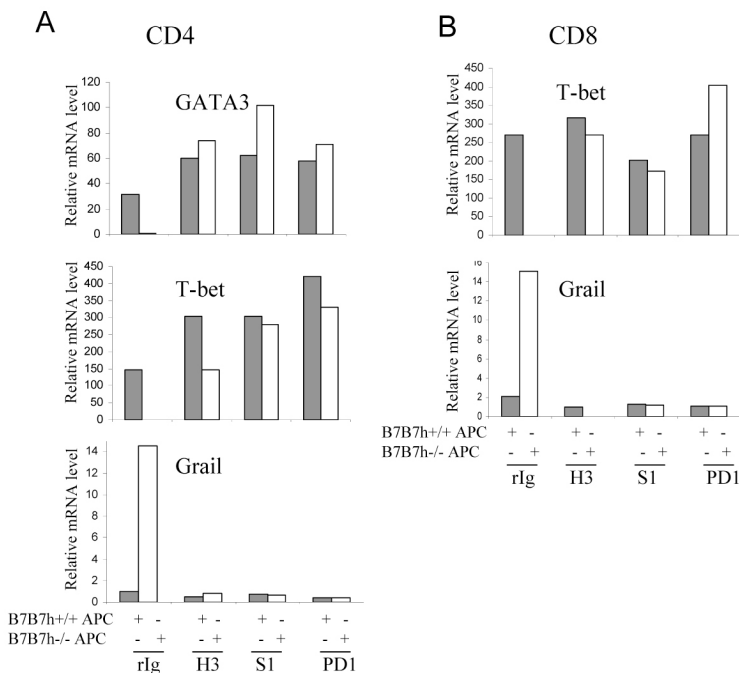 A
CD4
GATA3
Relative mRNA level
120
100
80
60
40
20
0
T-bet
Relative mRNA level
450
400
350
300
250
200
150
100
50
0
Grail
Relative mRNA level
14
12
10
8
6
4
2
0
B7B7h+/+ APC + - + - + - + -
B7B7h-/- APC - + - + - + - +
rIg H3 S1 PD1
B
CD8
T-bet
Relative mRNA level
450
400
350
300
250
200
150
100
50
0
Grail
Relative mRNA level
16
14
12
10
8
6
4
2
0
B7B7h+/+ APC + - + - + - + -
B7B7h-/- APC - + - + - + - +
rIg H3 S1 PD1